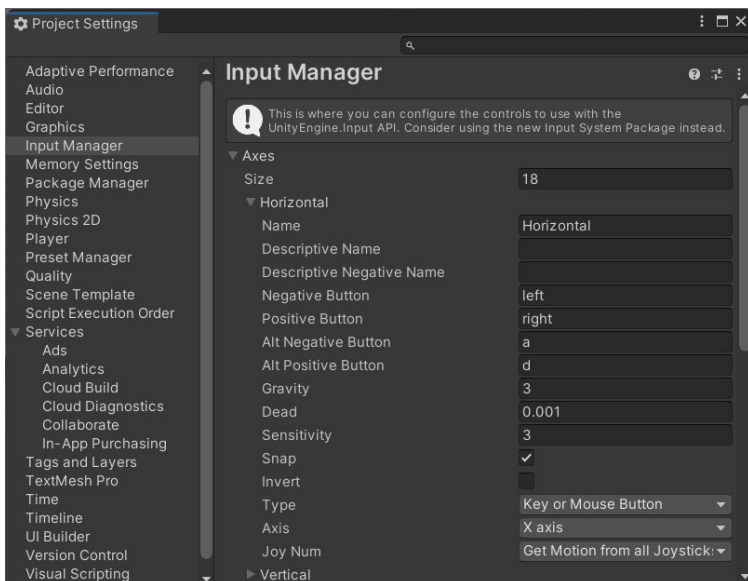 Project Settings
Adaptive Performance
Audio
Editor
Graphics
Input Manager
Memory Settings
Package Manager
Physics
Physics 2D
Player
Preset Manager
Quality
Scene Template
Script Execution Order
Services
Ads
Analytics
Cloud Build
Cloud Diagnostics
Collaborate
In-App Purchasing
Tags and Layers
TextMesh Pro
Time
Timeline
UI Builder
Version Control
Visual Scripting
Input Manager
This is where you can configure the controls to use with the
UnityEngine.Input API. Consider using the new Input System Package instead.
Axes
Size 18
Horizontal
Name Horizontal
Descriptive Name
Descriptive Negative Name
Negative Button left
Positive Button right
Alt Negative Button a
Alt Positive Button d
Gravity 3
Dead 0.001
Sensitivity 3
Snap
Invert
Type Key or Mouse Button
Axis X axis
Joy Num Get Motion from all Joysticks
Vertical